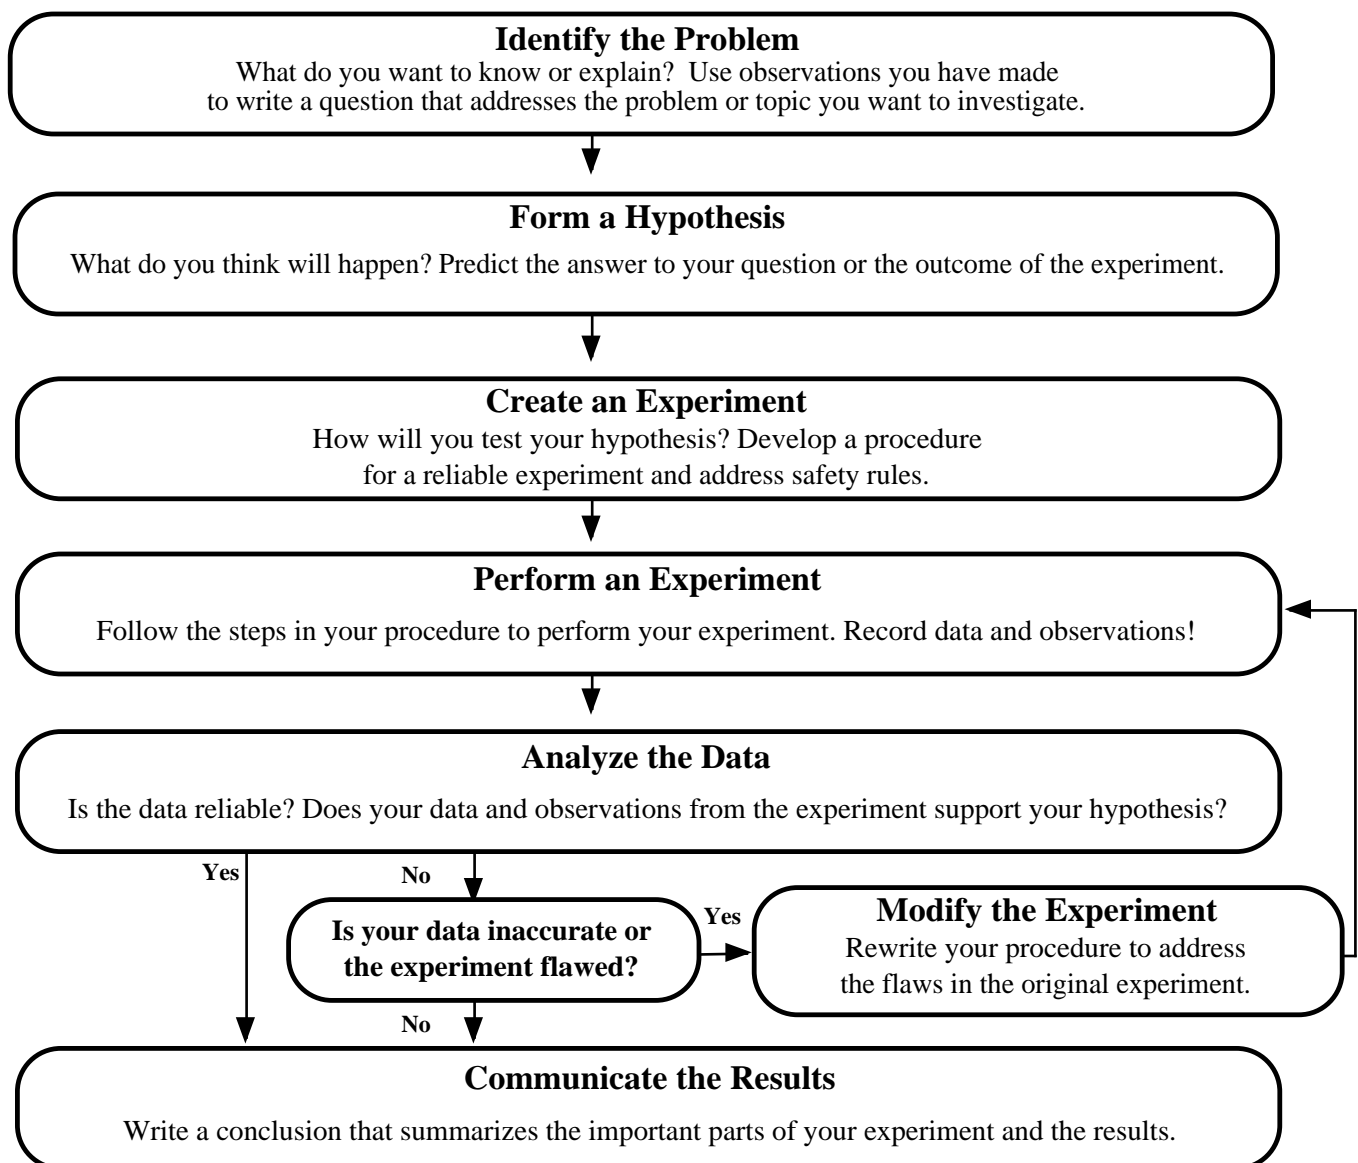 Identify the Problem
What do you want to know or explain?  Use observations you have made
to write a question that addresses the problem or topic you want to investigate.
Form a Hypothesis
What do you think will happen? Predict the answer to your question or the outcome of the experiment.
Create an Experiment
How will you test your hypothesis? Develop a procedure
for a reliable experiment and address safety rules.
Perform an Experiment
Follow the steps in your procedure to perform your experiment. Record data and observations!
Analyze the Data
Is the data reliable? Does your data and observations from the experiment support your hypothesis?
Yes
No
Is your data inaccurate or
the experiment flawed?
Yes
Modify the Experiment
Rewrite your procedure to address
the flaws in the original experiment.
No
Communicate the Results
Write a conclusion that summarizes the important parts of your experiment and the results.